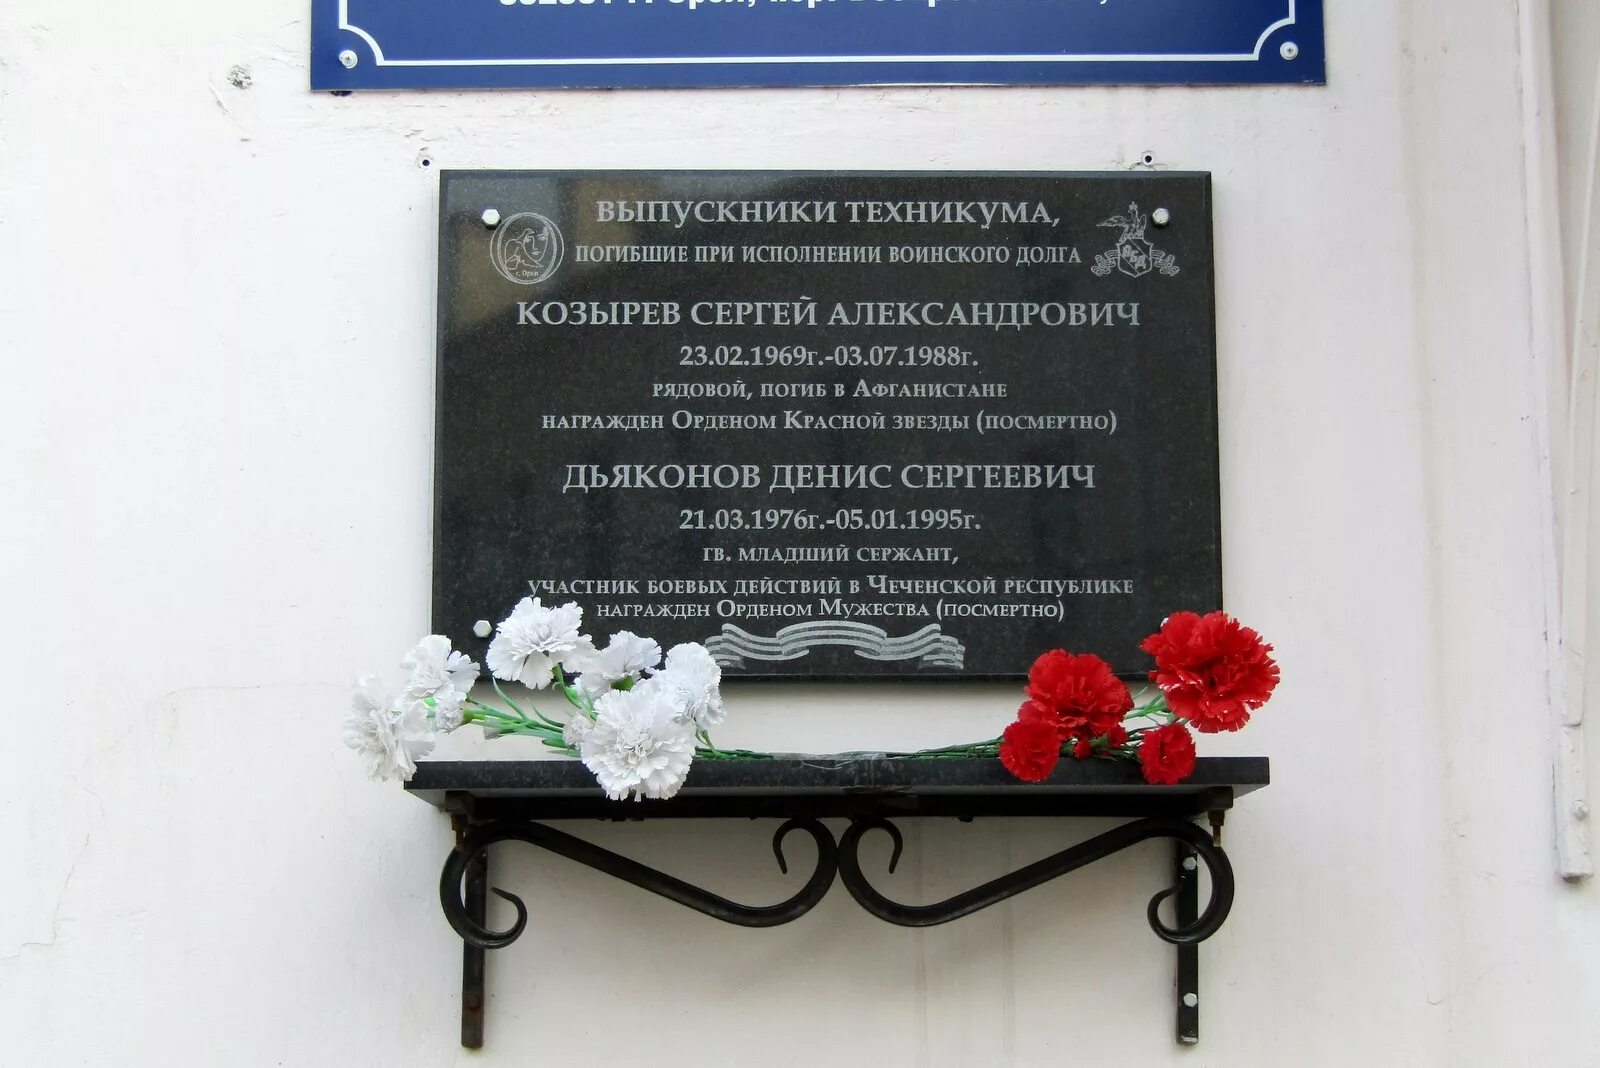 ВЫПУСКНИКИ ТЕХНИКУМА,
ПОГИБШИЕ ПРИ ИСПОЛНЕНИИ ВОИНСКОГО ДОЛГА
г. Орел
КОЗЫРЕВ СЕРГЕЙ АЛЕКСАНДРОВИЧ
23.02.1969г.-03.07.1988г.
РЯДОВОЙ, ПОГИБ В АФГАНИСТАНЕ
НАГРАЖДЕН ОРДЕНОМ КРАСНОЙ ЗВЕЗДЫ (ПОСМЕРТНО)
ДЬЯКОНОВ ДЕНИС СЕРГЕЕВИЧ
21.03.1976г.-05.01.1995г.
ГВ. МЛАДШИЙ СЕРЖАНТ,
УЧАСТНИК БОЕВЫХ ДЕЙСТВИЙ В ЧЕЧЕНСКОЙ РЕСПУБЛИКЕ
НАГРАЖДЕН ОРДЕНОМ МУЖЕСТВА (ПОСМЕРТНО)